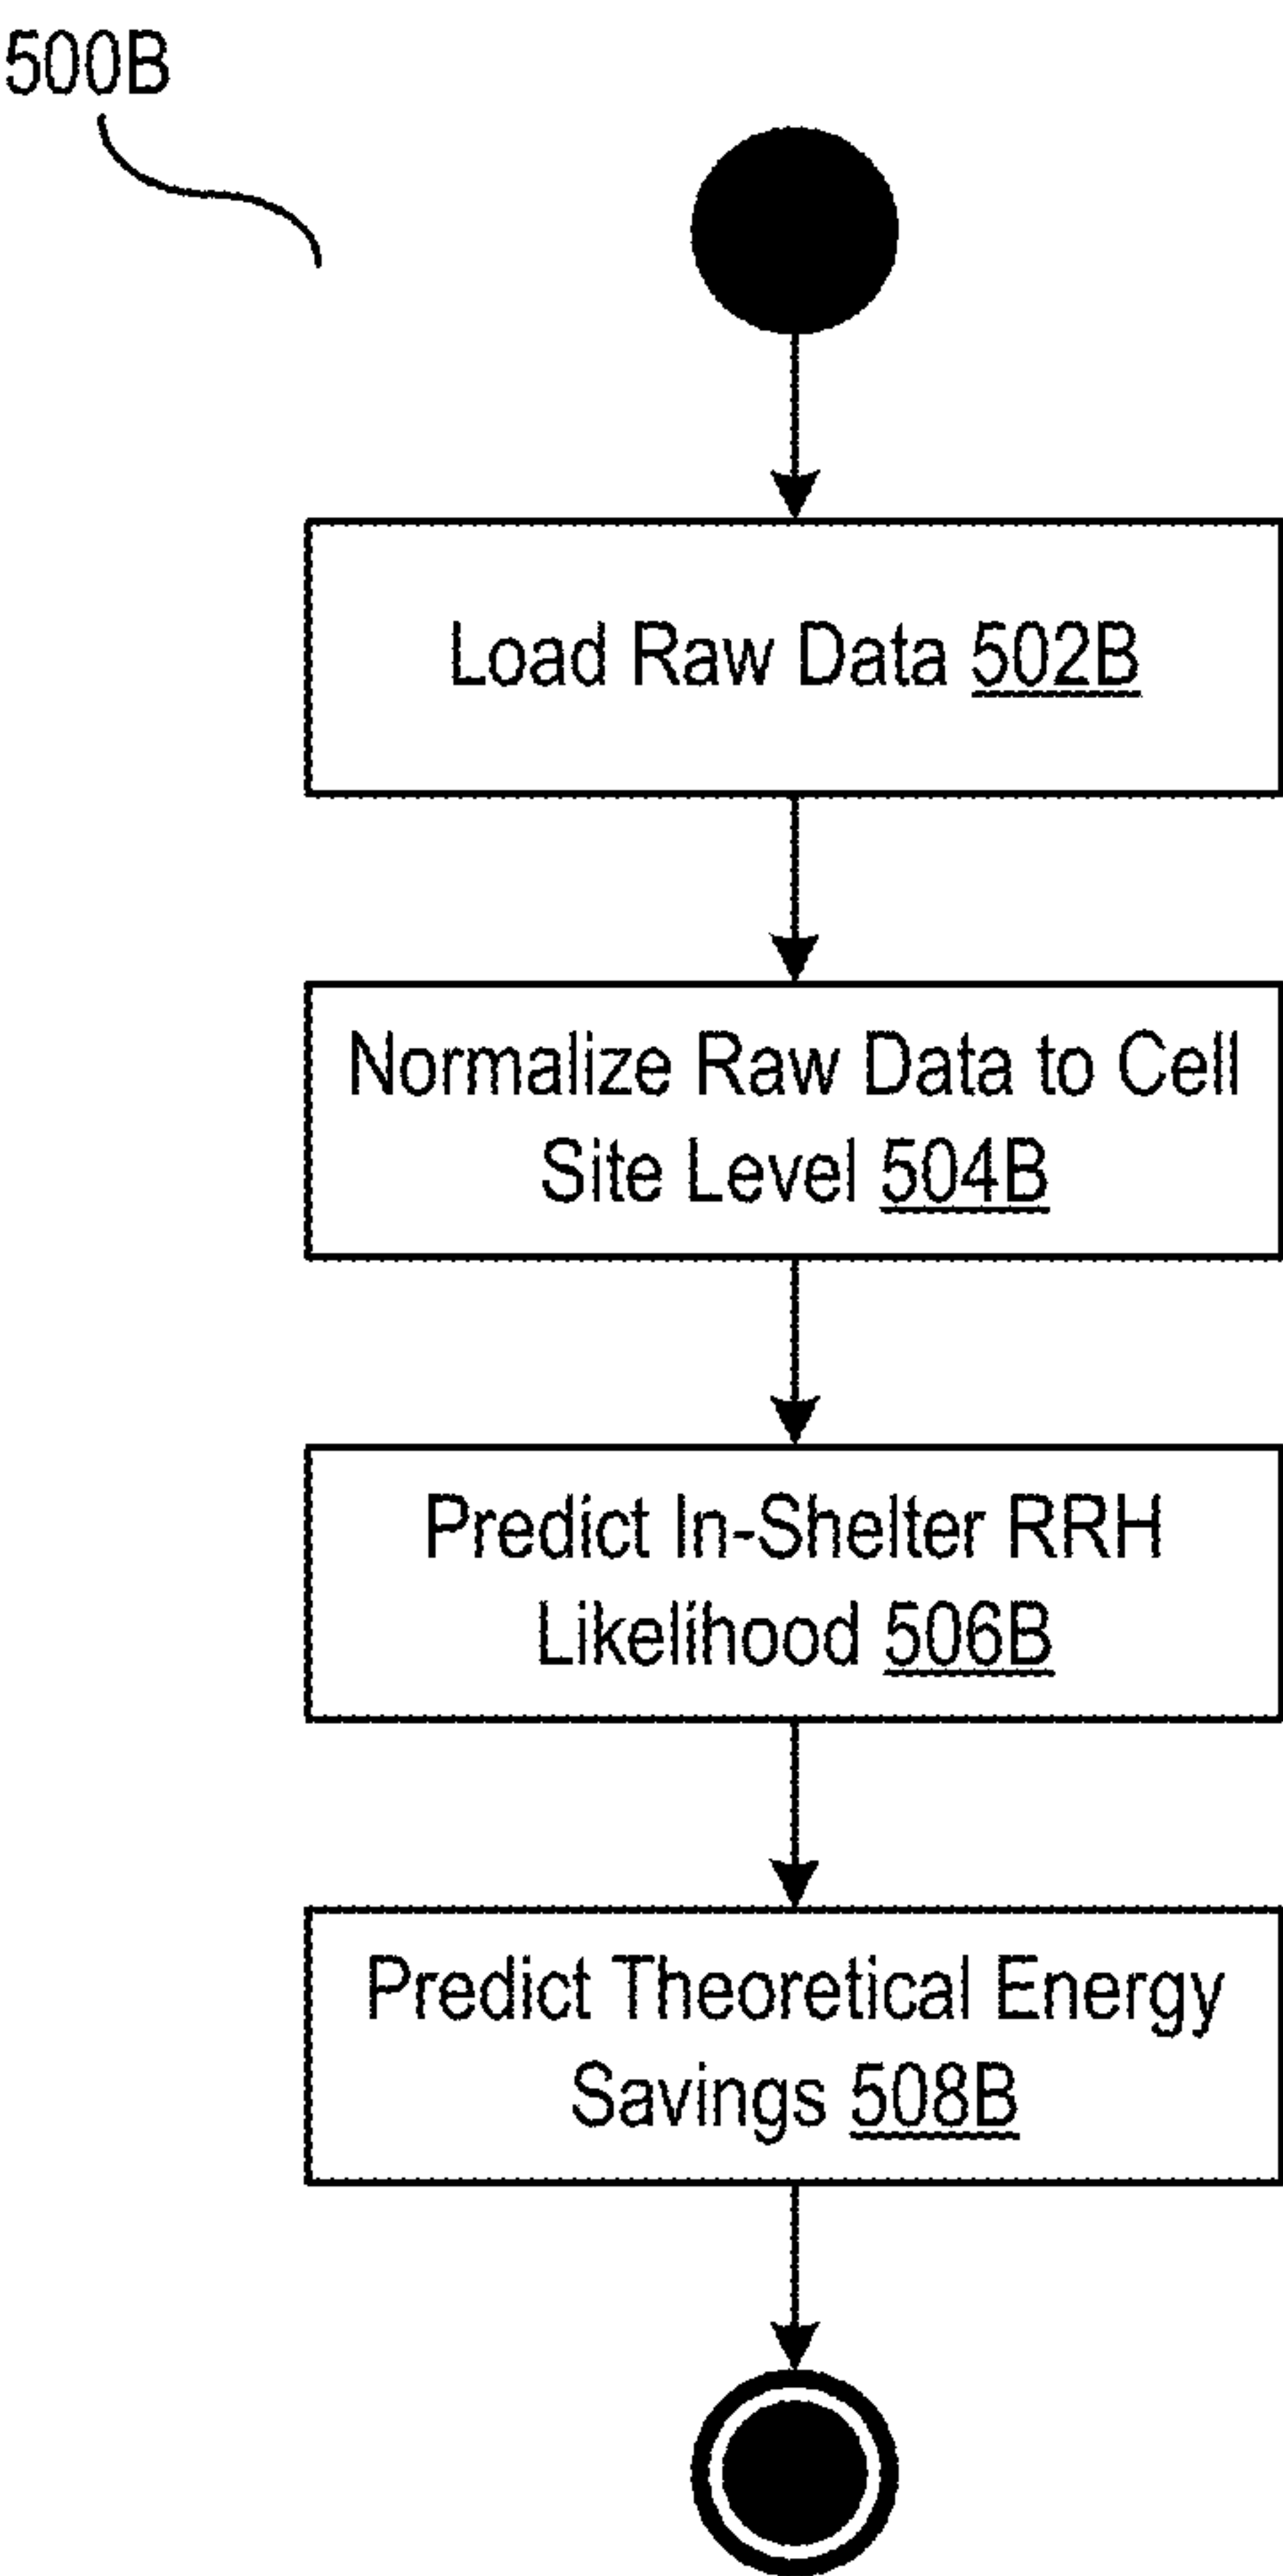 500B
Load Raw Data 502B
Normalize Raw Data to Cell
Site Level 504B
Predict In-Shelter RRH
Likelihood 506B
Predict Theoretical Energy
Savings 508B